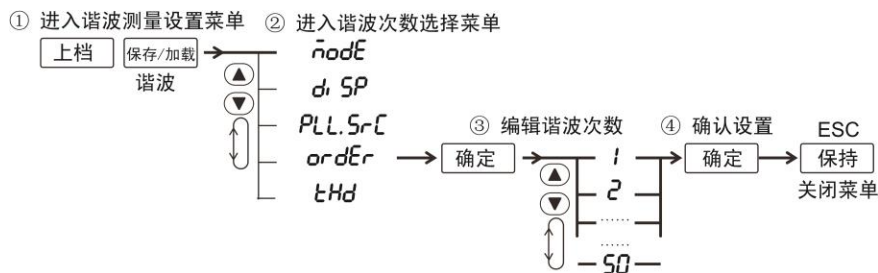 ① 进入谐波测量设置菜单 ② 进入谐波次数选择菜单
上档 保存/加载 modE
谐波
di SP
PLL.SrC ③ 编辑谐波次数 ④ 确认设置 ESC
ordEr 确定 1 确定 保持
tHd 2 关闭菜单
......
......
50